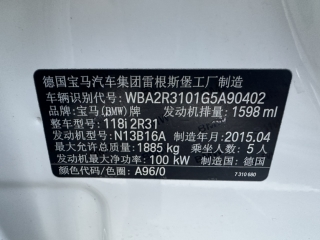 德国宝马汽车集团雷根斯堡工厂制造
车辆识别代号: WBA2R3101G5A90402
品牌: 宝马(BMW)牌 发动机排量: 1598 ml
整车型号: 118i 2R31
发动机型号: N13B16A 制造年月: 2015.04
最大允许总质量: 1885 kg 乘坐人数: 5 人
发动机最大净功率: 100 kW 制造国: 德国
颜色代码/色圈: A96/0
7 310 680